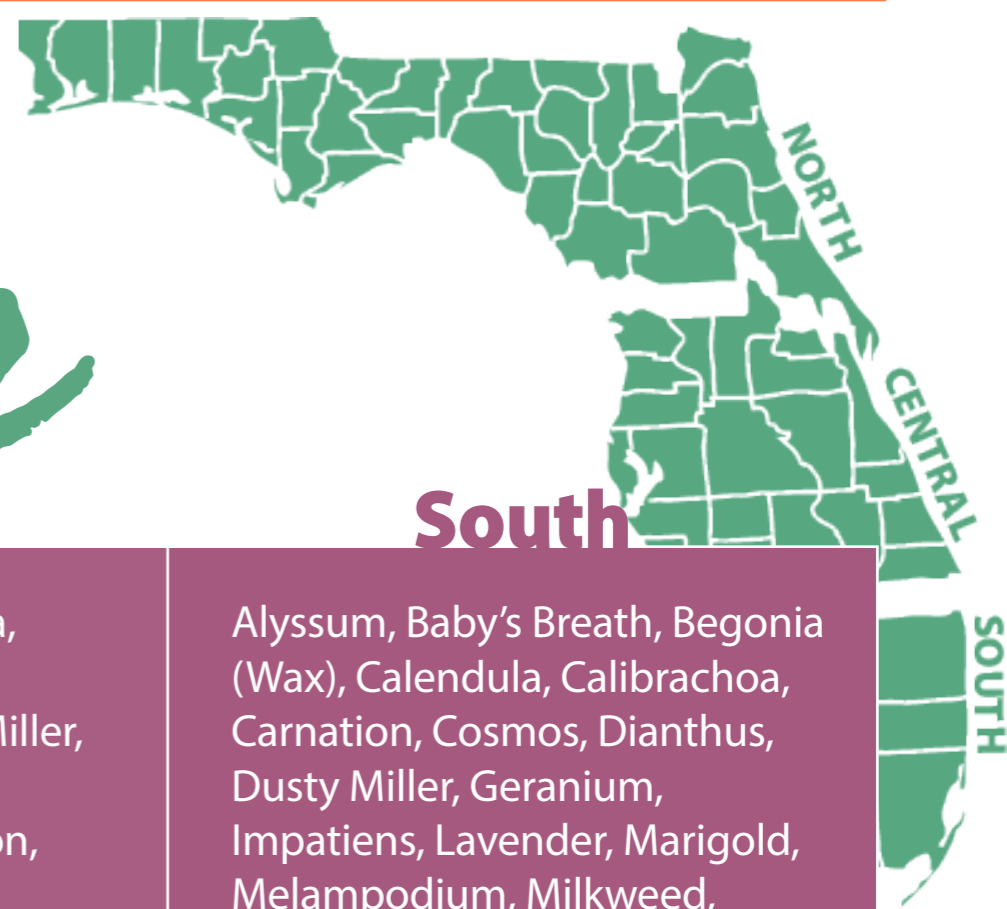 NORTH
CENTRAL
SOUTH
South
Miller,
Alyssum, Baby’s Breath, Begonia
(Wax), Calendula, Calibrachoa,
Carnation, Cosmos, Dianthus,
Dusty Miller, Geranium,
Impatiens, Lavender, Marigold,
Melampodium, Milkweed,